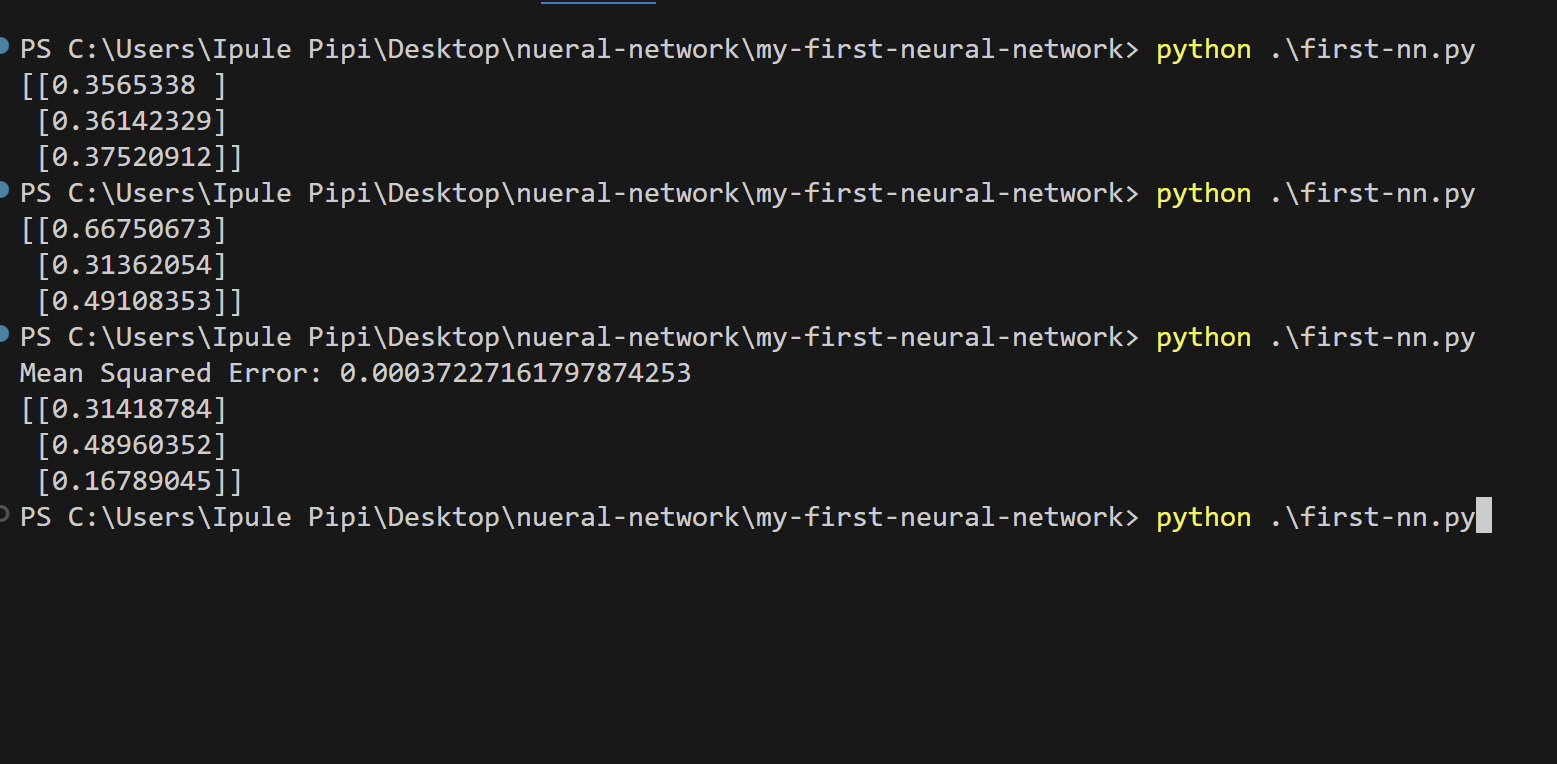 PS C:\Users\Ipule Pipi\Desktop\nueral-network\my-first-neural-network> python .\first-nn.py
[[0.3565338 ]
 [0.36142329]
 [0.37520912]]
PS C:\Users\Ipule Pipi\Desktop\nueral-network\my-first-neural-network> python .\first-nn.py
[[0.66750673]
 [0.31362054]
 [0.49108353]]
PS C:\Users\Ipule Pipi\Desktop\nueral-network\my-first-neural-network> python .\first-nn.py
Mean Squared Error: 0.00037227161797874253
[[0.31418784]
 [0.48960352]
 [0.16789045]]
PS C:\Users\Ipule Pipi\Desktop\nueral-network\my-first-neural-network> python .\first-nn.py